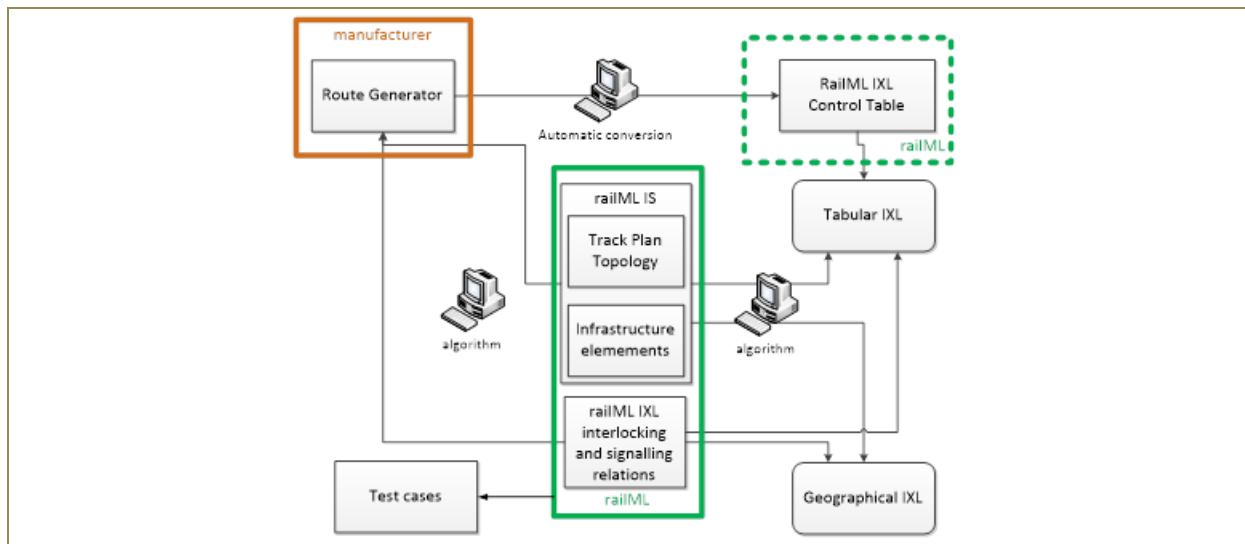 manufacturer
Route Generator
Automatic conversion
RailML IXL
Control Table
railML
railML IS
Track Plan
Topology
Tabular IXL
algorithm
Infrastructure
elemements
algorithm
railML IXL
interlocking
and signalling
relations
railML
Test cases
Geographical IXL